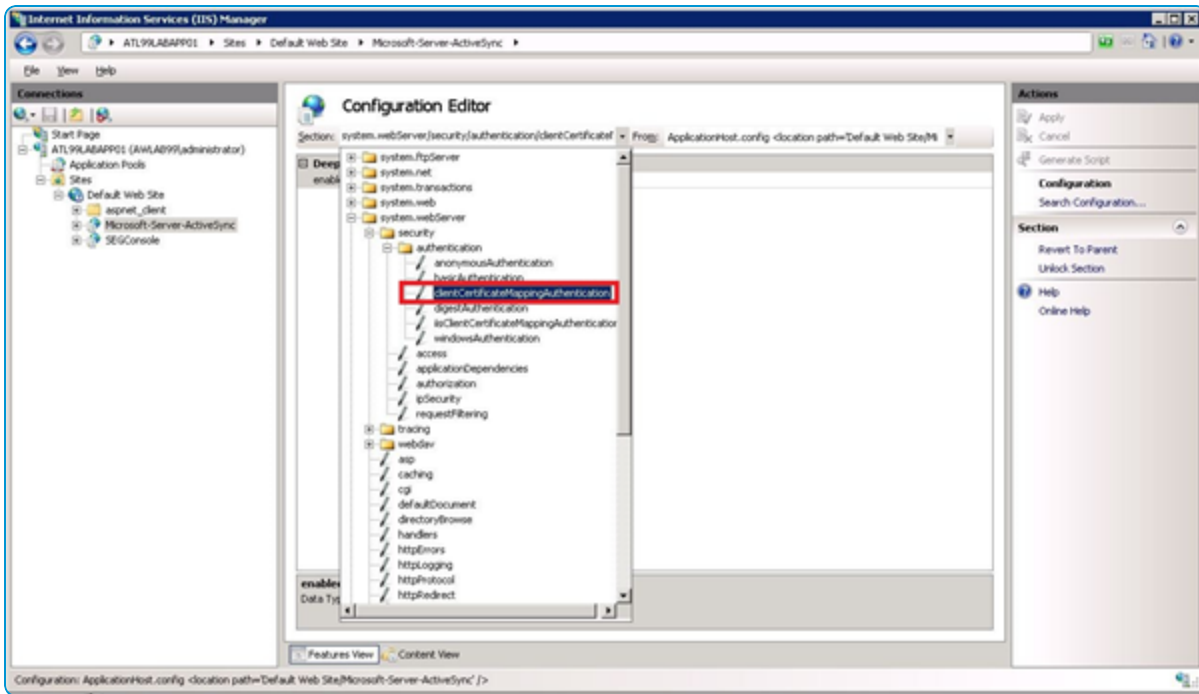 Internet Information Services (IIS) Manager
ATL99LABAPP01 Sites Default Web Site Microsoft-Server-ActiveSync
File View Help
Connections
Start Page
ATL99LABAPP01 (AWLAB99\administrator)
Application Pools
Sites
Default Web Site
aspnet_client
Microsoft-Server-ActiveSync
SEGConsole
Configuration Editor
Section: system.webServer/security/authentication/clientCertificateM From: ApplicationHost.config <location path='Default Web Site/Mi
Deep
enable
system.ftpServer
system.net
system.transactions
system.web
system.webServer
security
authentication
anonymousAuthentication
basicAuthentication
clientCertificateMappingAuthentication
digestAuthentication
iisClientCertificateMappingAuthentication
windowsAuthentication
access
applicationDependencies
authorization
ipSecurity
requestFiltering
tracing
webdav
asp
caching
cgi
defaultDocument
directoryBrowse
handlers
httpErrors
httpLogging
httpProtocol
httpRedirect
enabled
Data Typ
Features View Content View
Actions
Apply
Cancel
Generate Script
Configuration
Search Configuration...
Section
Revert To Parent
Unlock Section
Help
Online Help
Configuration: ApplicationHost.config <location path='Default Web Site/Microsoft-Server-ActiveSync' />